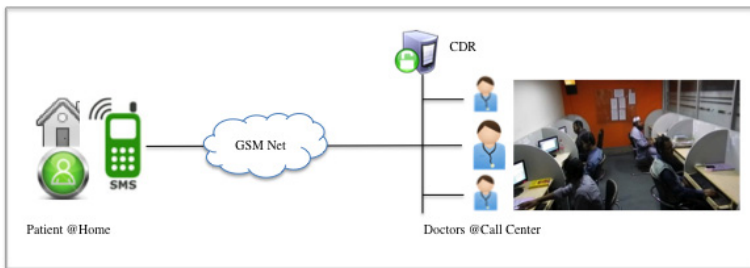 CDR
GSM Net
SMS
Patient @Home
Doctors @Call Center